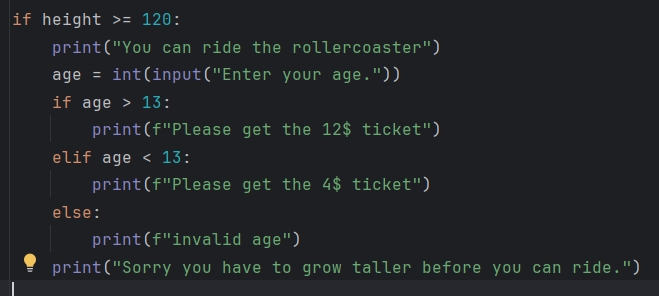 if height >= 120:
    print("You can ride the rollercoaster")
    age = int(input("Enter your age."))
    if age > 13:
        print(f"Please get the 12$ ticket")
    elif age < 13:
        print(f"Please get the 4$ ticket")
    else:
        print(f"invalid age")
    print("Sorry you have to grow taller before you can ride.")